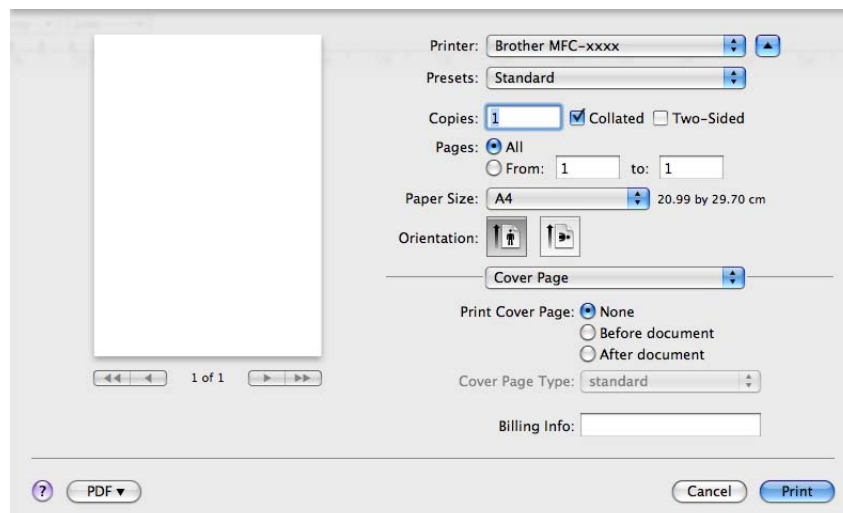 Printer: Brother MFC-xxxx
Presets: Standard
Copies: 1 Collated Two-Sided
Pages: All
From: 1 to: 1
Paper Size: A4 20.99 by 29.70 cm
Orientation:
Cover Page
Print Cover Page: None
Before document
After document
Cover Page Type: standard
Billing Info:
1 of 1
? PDF Cancel Print